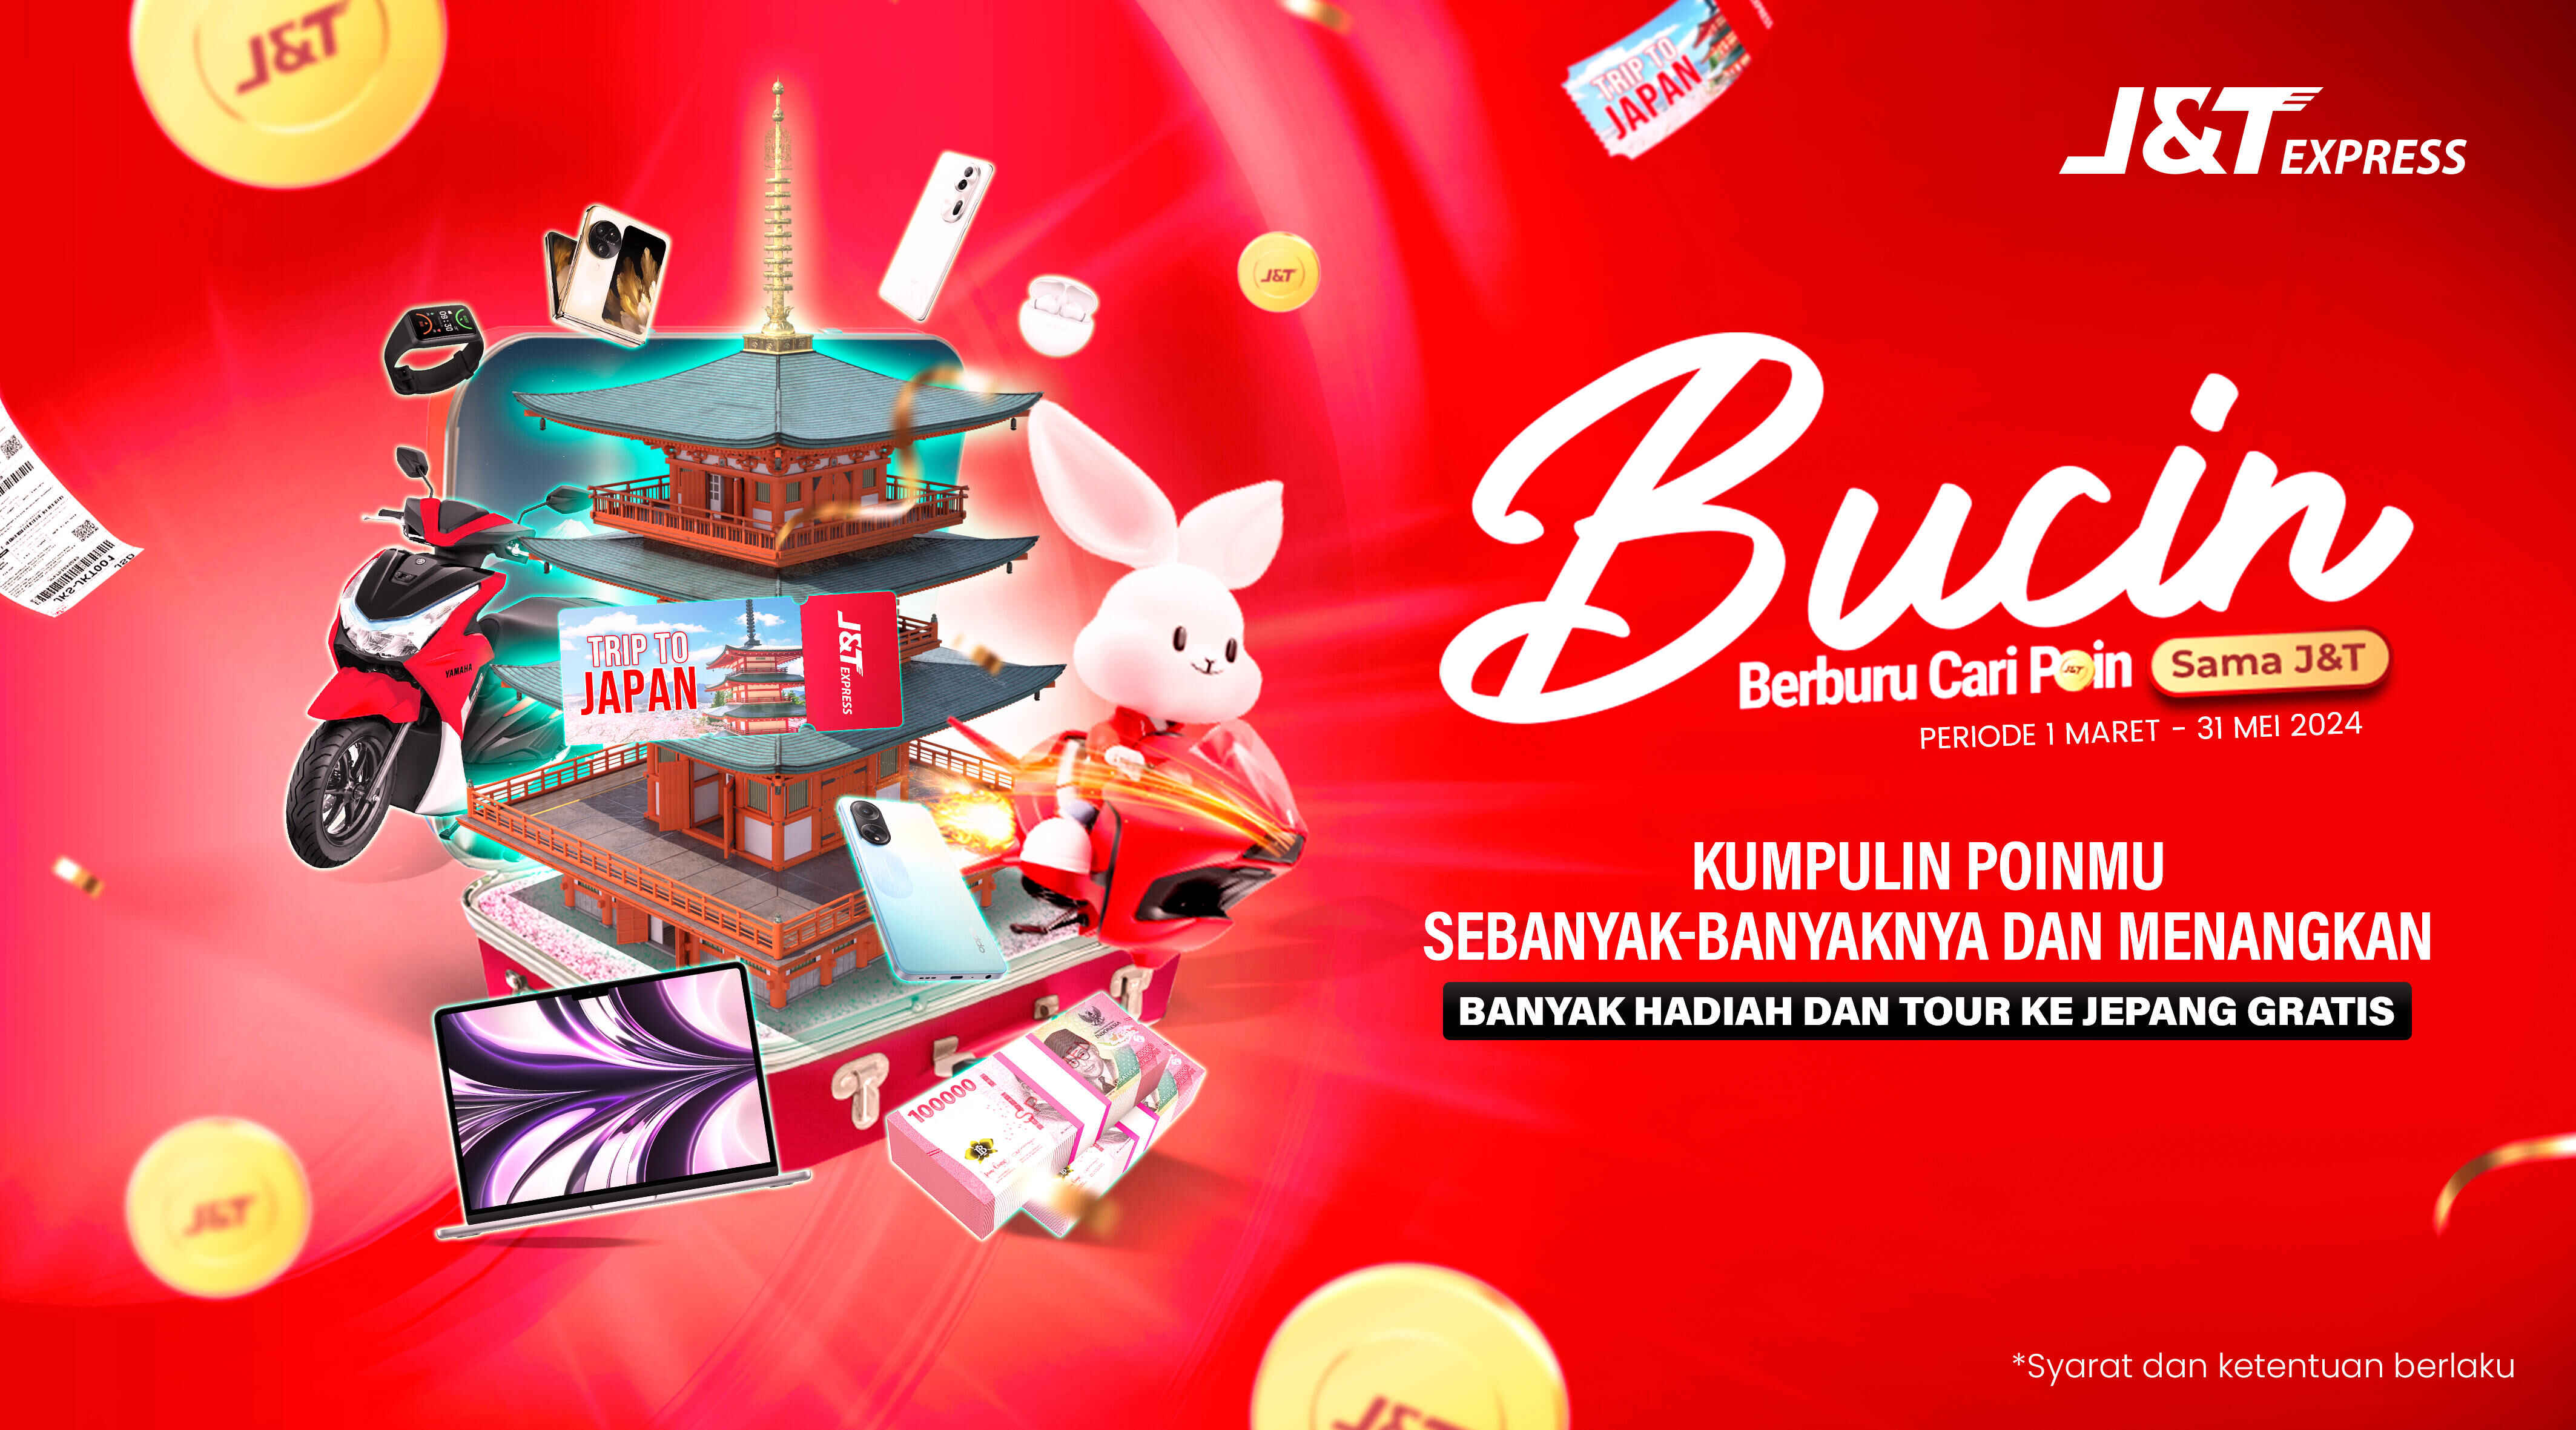 J&T
TRIP TO
JAPAN
J&T EXPRESS
J&T
Bucin
Berburu Cari Poin Sama J&T
PERIODE 1 MARET - 31 MEI 2024
YAMAHA
TRIP TO
JAPAN
J&T EXPRESS
KUMPULIN POINMU
SEBANYAK-BANYAKNYA DAN MENANGKAN
BANYAK HADIAH DAN TOUR KE JEPANG GRATIS
100000
J&T
J&T
*Syarat dan ketentuan berlaku